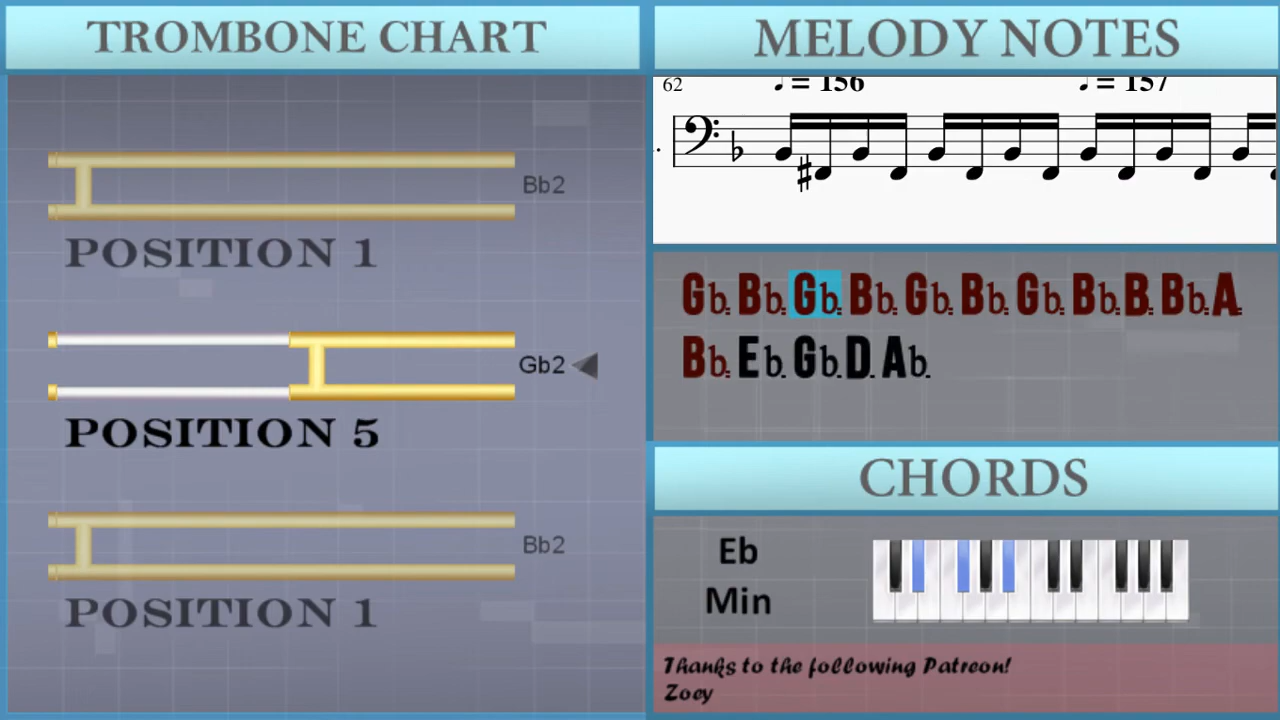 TROMBONE CHART
Bb2
POSITION 1
Gb2
POSITION 5
Bb2
POSITION 1
MELODY NOTES
62
= 156
= 157
Gb. Bb. Gb. Bb. Gb. Bb. Gb. Bb. B. Bb. A.
Bb. Eb. Gb. D. Ab.
CHORDS
Eb
Min
Thanks to the following Patreon!
Zoey